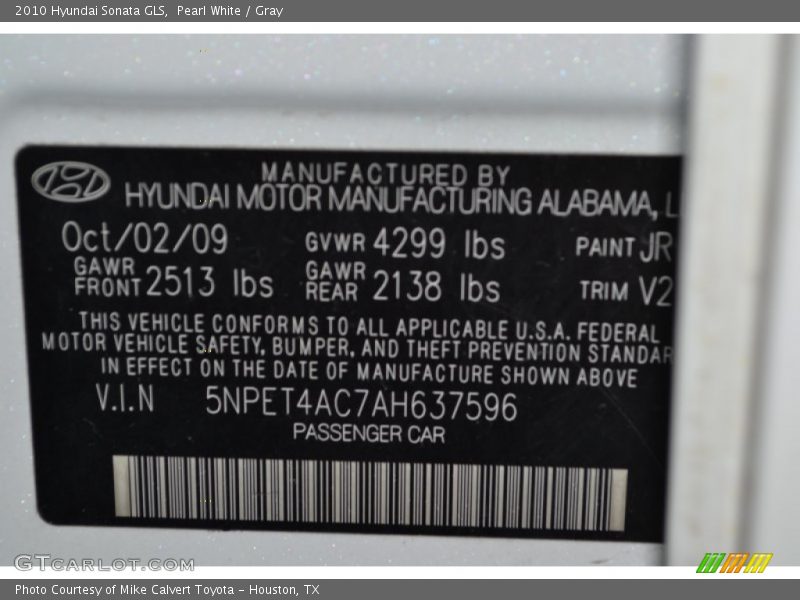 2010 Hyundai Sonata GLS, Pearl White / Gray
MANUFACTURED BY
HYUNDAI MOTOR MANUFACTURING ALABAMA, L
Oct/02/09 GVWR 4299 lbs PAINT JR
GAWR FRONT 2513 lbs GAWR REAR 2138 lbs TRIM V2
THIS VEHICLE CONFORMS TO ALL APPLICABLE U.S.A. FEDERAL
MOTOR VEHICLE SAFETY, BUMPER, AND THEFT PREVENTION STANDAR
IN EFFECT ON THE DATE OF MANUFACTURE SHOWN ABOVE
V.I.N 5NPET4AC7AH637596
PASSENGER CAR
GTCARLOT.COM
Photo Courtesy of Mike Calvert Toyota - Houston, TX